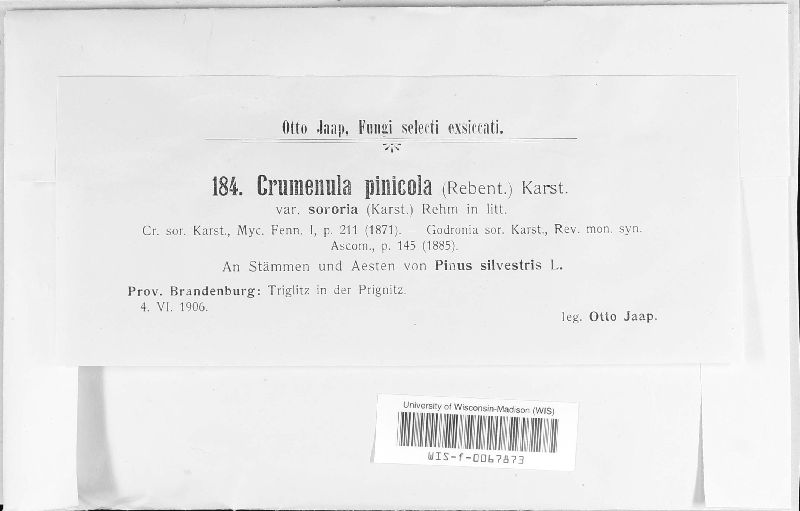 Otto Jaap, Fungi selecti exsiccati.
184. Crumenula pinicola (Rebent.) Karst.
var. sororia (Karst.) Rehm in litt.
Cr. sor. Karst., Myc. Fenn. I, p. 211 (1871). — Godronia sor. Karst., Rev. mon. syn.
Ascom., p. 145 (1885).
An Stämmen und Aesten von Pinus silvestris L.
Prov. Brandenburg: Triglitz in der Prignitz.
4. VI. 1906.
leg. Otto Jaap.
University of Wisconsin-Madison (WIS)
WIS-f-0067873